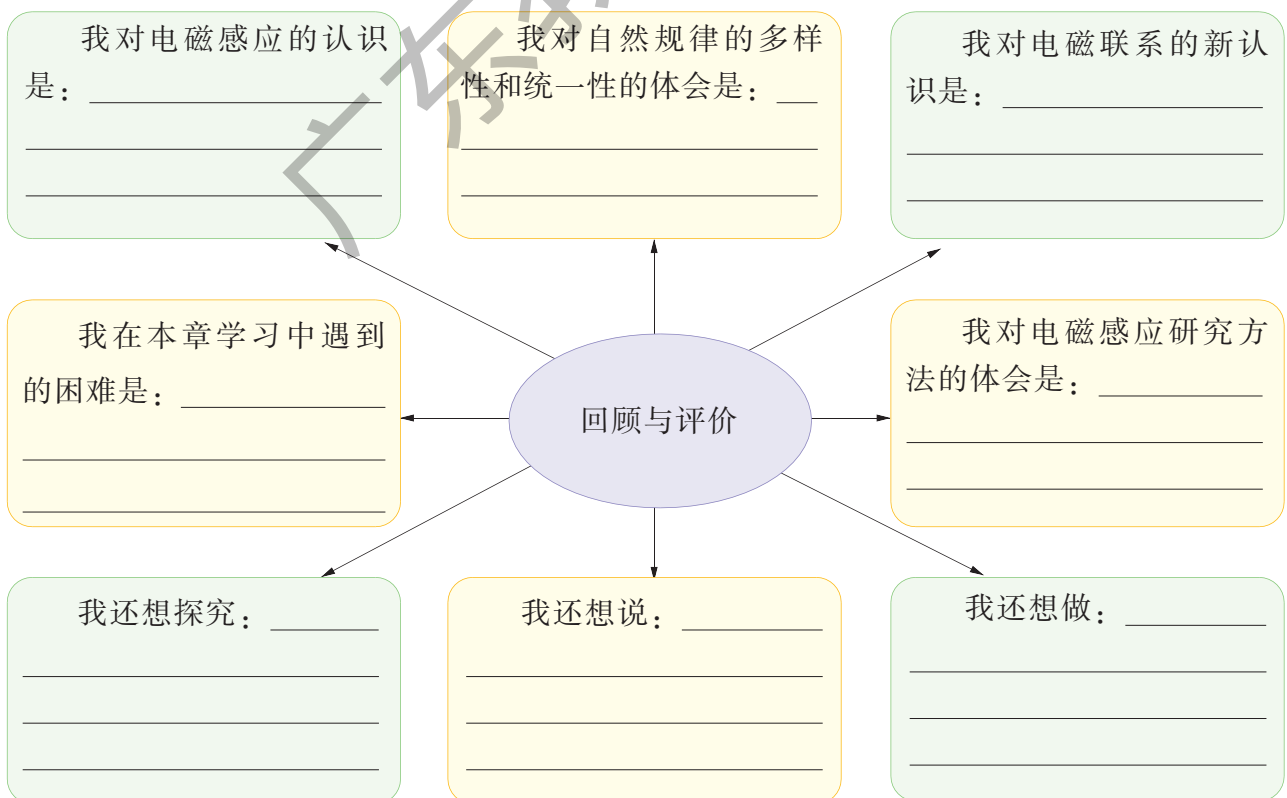 我对电磁感应的认识
是：
我对自然规律的多样
性和统一性的体会是：
我对电磁联系的新认
识是：
我在本章学习中遇到
的困难是：
回顾与评价
我对电磁感应研究方
法的体会是：
我还想探究：
我还想说：
我还想做：
广东